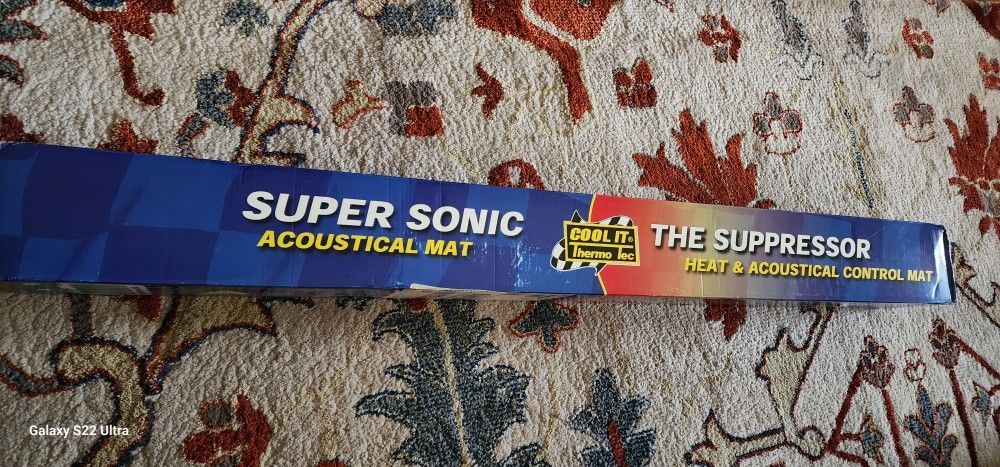 SUPER SONIC
ACOUSTICAL MAT
COOL IT®
Thermo Tec
THE SUPPRESSOR
HEAT & ACOUSTICAL CONTROL MAT
Galaxy S22 Ultra